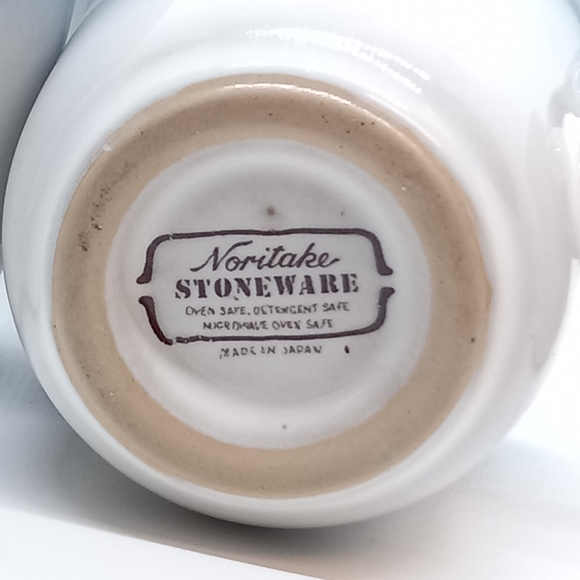 Noritake
STONEWARE
OVEN SAFE, DETERGENT SAFE
MICROWAVE OVEN SAFE
MADE IN JAPAN